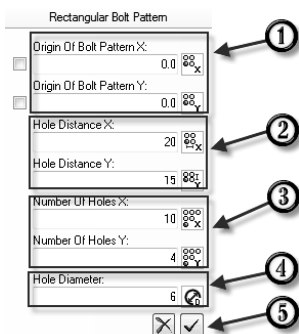 Rectangular Bolt Pattern
Origin Of Bolt Pattern X:
0.0
X
1
Origin Of Bolt Pattern Y:
0.0
Y
Hole Distance X:
20
X
2
Hole Distance Y:
15
Y
Number Of Holes X:
10
X
3
Number Of Holes Y:
4
Y
Hole Diameter:
6
D
4
5